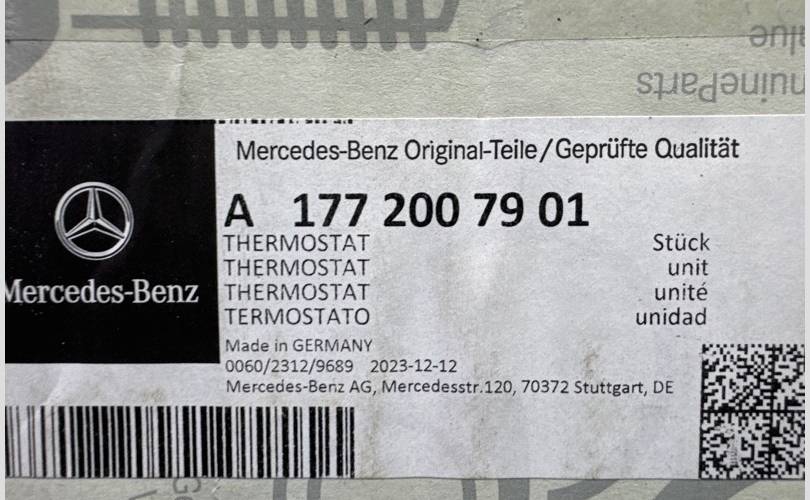 GenuineParts
Mercedes-Benz Original-Teile/Geprüfte Qualität
A 177 200 79 01
THERMOSTAT Stück
THERMOSTAT unit
THERMOSTAT unité
TERMOSTATO unidad
Mercedes-Benz
Made in GERMANY
0060/2312/9689 2023-12-12
Mercedes-Benz AG, Mercedesstr.120, 70372 Stuttgart, DE